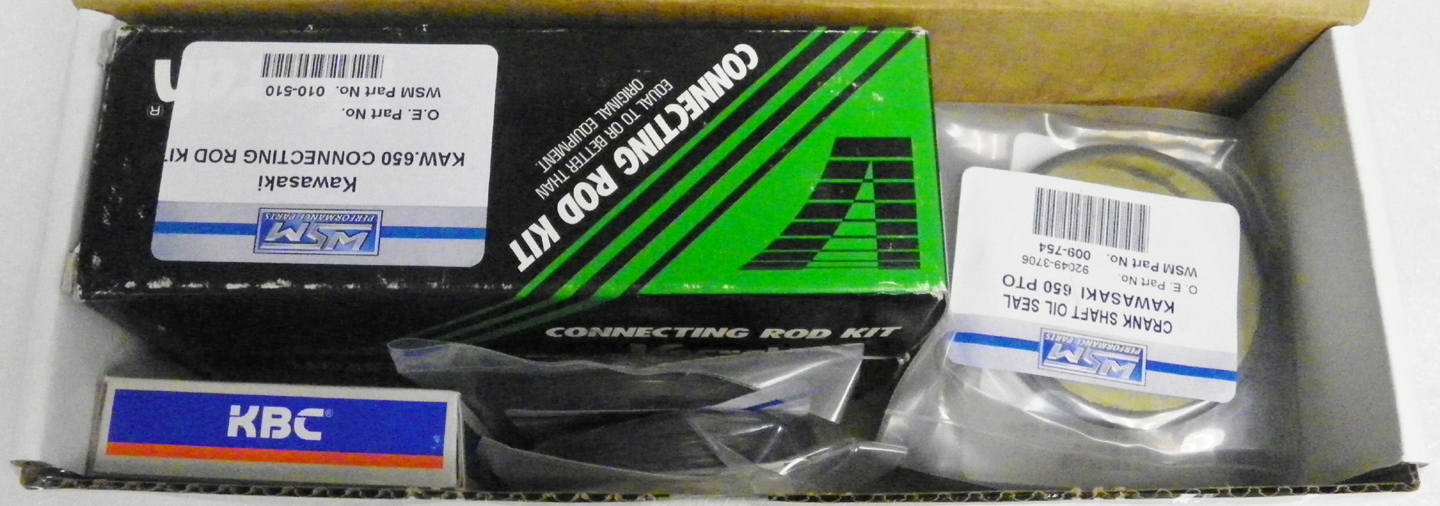 WSM
PERFORMANCE PARTS
Kawasaki
KAW.650 CONNECTING ROD KIT
O.E. Part No.
WSM Part No. 010-510
®
CONNECTING ROD KIT
EQUAL TO OR BETTER THAN
ORIGINAL EQUIPMENT.
CONNECTING ROD KIT
KBC®
WSM
PERFORMANCE PARTS
CRANK SHAFT OIL SEAL
KAWASAKI 650 PTO
O.E. Part No. 92049-3706
WSM Part No. 009-754